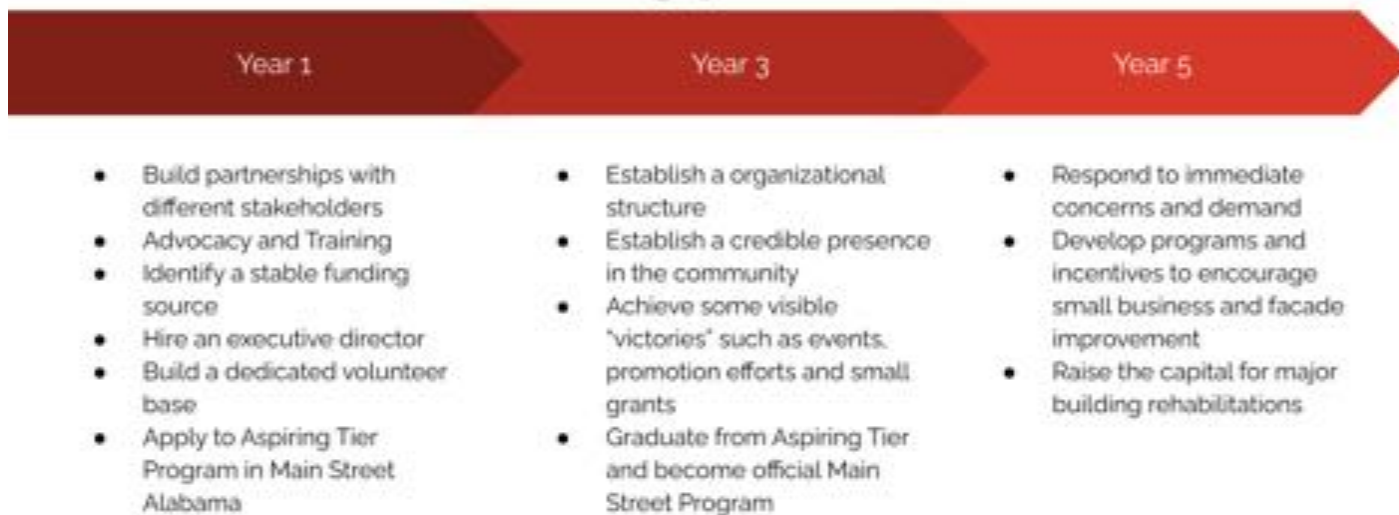 Year 1
Year 3
Year 5
● Build partnerships with
different stakeholders
● Advocacy and Training
● Identify a stable funding
source
● Hire an executive director
● Build a dedicated volunteer
base
● Apply to Aspiring Tier
Program in Main Street
Alabama
● Establish a organizational
structure
● Establish a credible presence
in the community
● Achieve some visible
"victories" such as events,
promotion efforts and small
grants
● Graduate from Aspiring Tier
and become official Main
Street Program
● Respond to immediate
concerns and demand
● Develop programs and
incentives to encourage
small business and facade
improvement
● Raise the capital for major
building rehabilitations